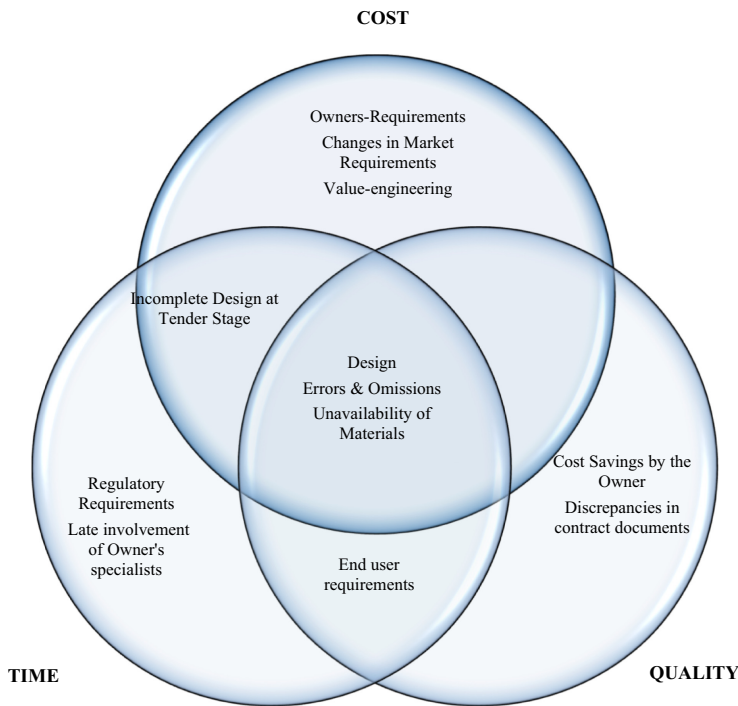 COST
Owners-Requirements
Changes in Market
Requirements
Value-engineering
Incomplete Design at
Tender Stage
Design
Errors & Omissions
Unavailability of
Materials
Cost Savings by the
Owner
Discrepancies in
contract documents
Regulatory
Requirements
Late involvement
of Owner's
specialists
End user
requirements
TIME
QUALITY